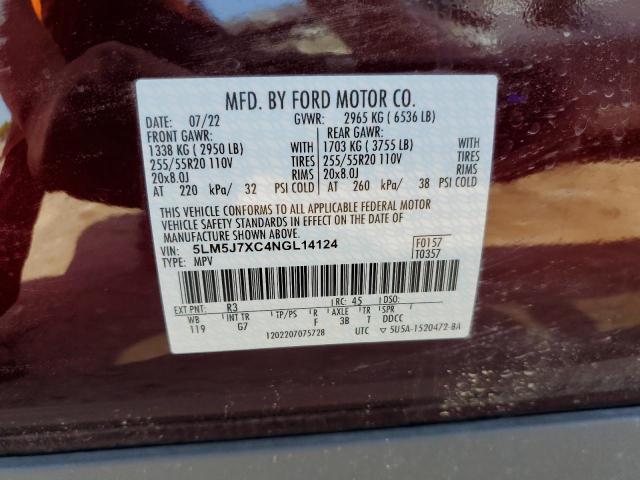 MFD. BY FORD MOTOR CO.
DATE: 07/22 GVWR: 2965 KG ( 6536 LB)
FRONT GAWR: REAR GAWR:
1338 KG ( 2950 LB) WITH 1703 KG ( 3755 LB) WITH
255/55R20 110V TIRES 255/55R20 110V TIRES
20x8.0J RIMS 20x8.0J RIMS
AT 220 kPa/ 32 PSI COLD AT 260 kPa/ 38 PSI COLD
THIS VEHICLE CONFORMS TO ALL APPLICABLE FEDERAL MOTOR
VEHICLE SAFETY STANDARDS IN EFFECT ON THE DATE OF
MANUFACTURE SHOWN ABOVE.
VIN: 5LM5J7XC4NGL14124 F0157
TYPE: MPV T0357
EXT PNT: R3 RC: 45 DSO:
WB INT TR TP/PS R AXLE TR SPR
119 G7 F 3B T DDCC
1202207075728 UTC ▽ 5U5A-1520472-BA